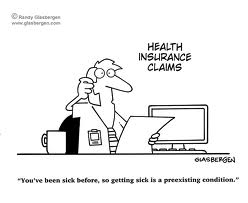 © Randy Glasbergen
www.glasbergen.com
HEALTH
INSURANCE
CLAIMS
GLASBERGEN
"You've been sick before, so getting sick is a preexisting condition."